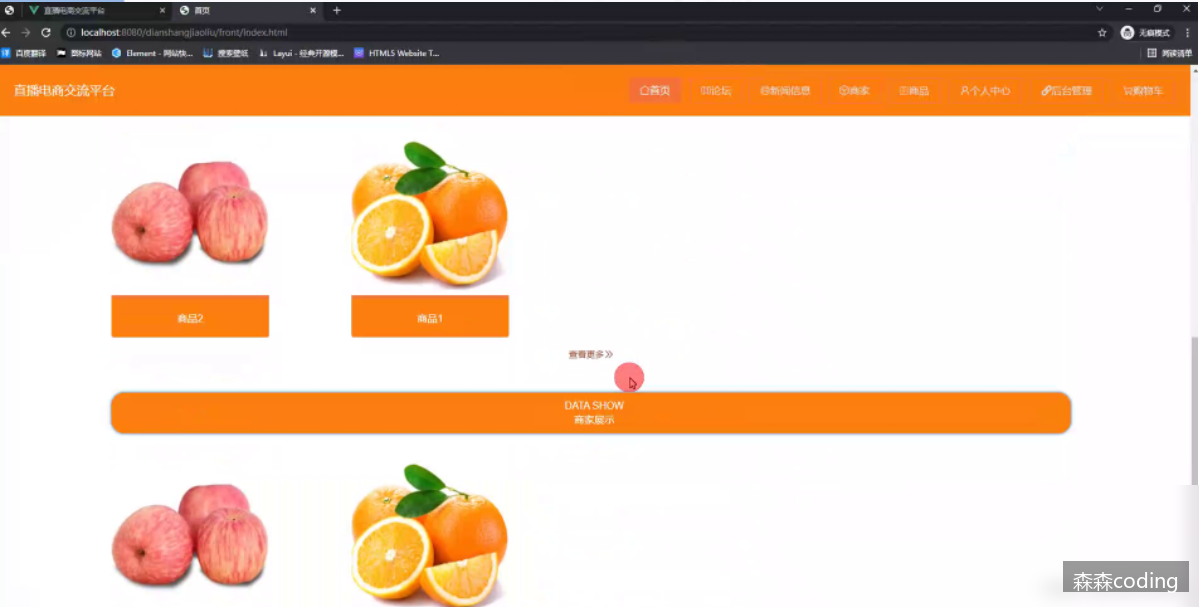 直播电商交流平台
首页
localhost:8080/dianshangjiaoliu/front/index.html
无痕模式
百度翻译
图标网站
Element - 网站快...
搜索壁纸
Layui - 经典开源模...
HTML5 Website T...
阅读清单
直播电商交流平台
首页
论坛
新闻信息
商家
商品
个人中心
后台管理
购物车
商品2
商品1
查看更多
DATA SHOW
商家展示
森森coding